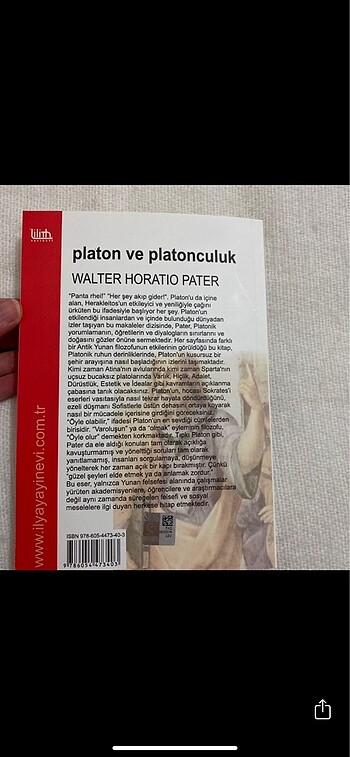 lilith
platon ve platonculuk
WALTER HORATIO PATER
"Panta rhei!" "Her şey akıp gider!". Platon'u da içine
alan, Herakleitos'un etkileyici ve yeniliğiyle çağını
ürküten bu ifadesiyle başlıyor her şey. Platon'un
etkilendiği insanlardan ve içinde bulunduğu dünyadan
izler taşıyan bu makaleler dizisinde, Pater, Platonik
yorumlamanın, öğretilerin ve diyalogların sınırlarını ve
doğasını gözler önüne sermektedir. Her sayfasında farklı
bir Antik Yunan filozofunun etkilerinin görüldüğü bu kitap,
Platonik ruhun derinliklerinde, Platon'un kusursuz bir
şehir arayışına nasıl başladığının izlerini taşımaktadır.
Kimi zaman Atina'nın avlularında kimi zaman Sparta'nın
uçsuz bucaksız platolarında Varlık, Hiçlik, Adalet,
Dürüstlük, Estetik ve İdealar gibi kavramların açıklanma
çabasına tanık olacaksınız. Platon'un, hocası Sokrates'i
eserleri vasıtasıyla nasıl tekrar hayata döndürdüğünü,
ezeli düşmanı Sofistlerle üstün dehasını ortaya koyarak
nasıl bir mücadele içerisine girdiğini göreceksiniz.
"Öyle olabilir," ifadesi Platon'un en sevdiği cümlelerden
birisidir. "Varoluşun" ya da "olmak" eyleminin filozofu,
"Öyle olur" demekten korkmaktadır. Tıpkı Platon gibi,
Pater da ele aldığı konuları tam olarak açıklığa
kavuşturmamış ve yönelttiği soruları tam olarak
yanıtlamamış, insanları sorgulamaya, düşünmeye
yönelterek her zaman açık bir kapı bırakmıştır. Çünkü
"güzel şeyleri elde etmek ya da anlamak zordur."
Bu eser, yalnızca Yunan felsefesi alanında çalışmalar
yürüten akademisyenlere, öğrencilere ve araştırmacılara
değil aynı zamanda süregelen felsefi ve sosyal
meselelere ilgi duyan herkese hitap etmektedir.
www.ilyayayinevi.com.tr
ISBN 978-605-4473-40-3
9 786054 473403